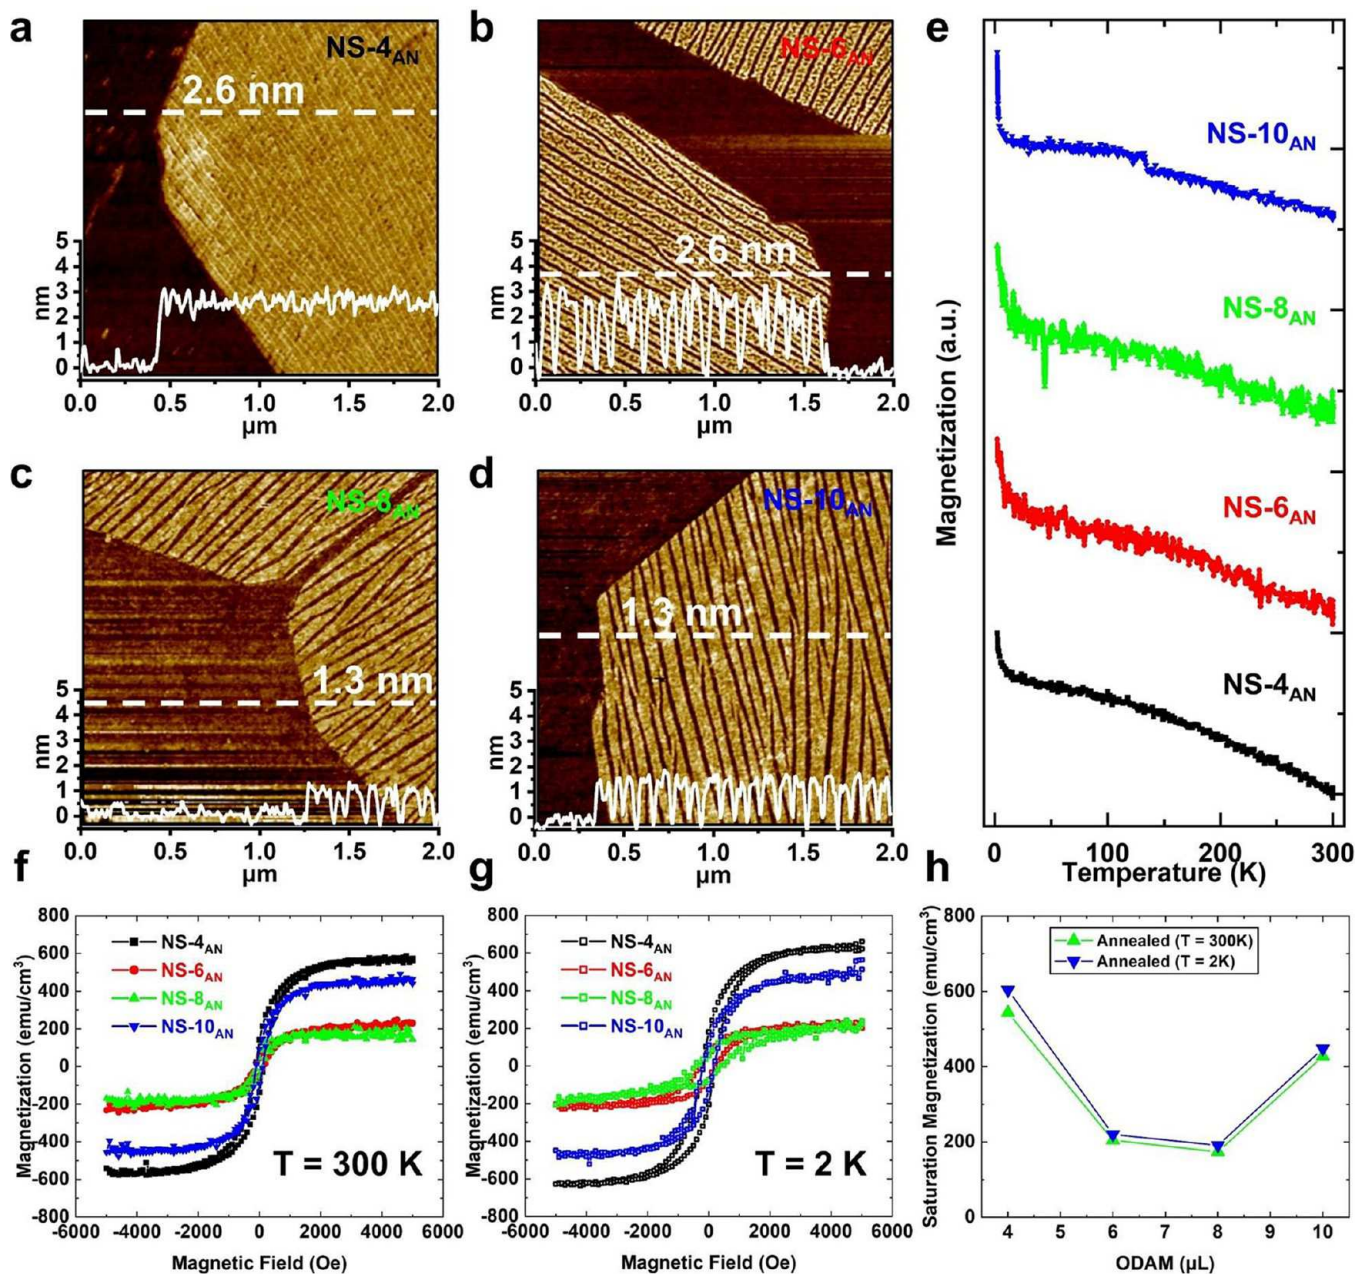 a
NS-4AN
2.6 nm
5
4
3
2
1
0
nm
0.0 0.5 1.0 1.5 2.0
µm
b
NS-6AN
2.6 nm
5
4
3
2
1
0
nm
0.0 0.5 1.0 1.5 2.0
µm
c
NS-8AN
1.3 nm
5
4
3
2
1
0
nm
0.0 0.5 1.0 1.5 2.0
µm
d
NS-10AN
1.3 nm
5
4
3
2
1
0
nm
0.0 0.5 1.0 1.5 2.0
µm
e
Magnetization (a.u.)
NS-10AN
NS-8AN
NS-6AN
NS-4AN
0 100 200 300
Temperature (K)
f
Magnetization (emu/cm³)
800
600
400
200
0
-200
-400
-600
-800
NS-4AN
NS-6AN
NS-8AN
NS-10AN
T = 300 K
-6000 -4000 -2000 0 2000 4000 6000
Magnetic Field (Oe)
g
Magnetization (emu/cm³)
800
600
400
200
0
-200
-400
-600
-800
NS-4AN
NS-6AN
NS-8AN
NS-10AN
T = 2 K
-6000 -4000 -2000 0 2000 4000 6000
Magnetic Field (Oe)
h
Saturation Magnetization (emu/cm³)
800
600
400
200
0
Annealed (T = 300K)
Annealed (T = 2K)
4 5 6 7 8 9 10
ODAM (µL)